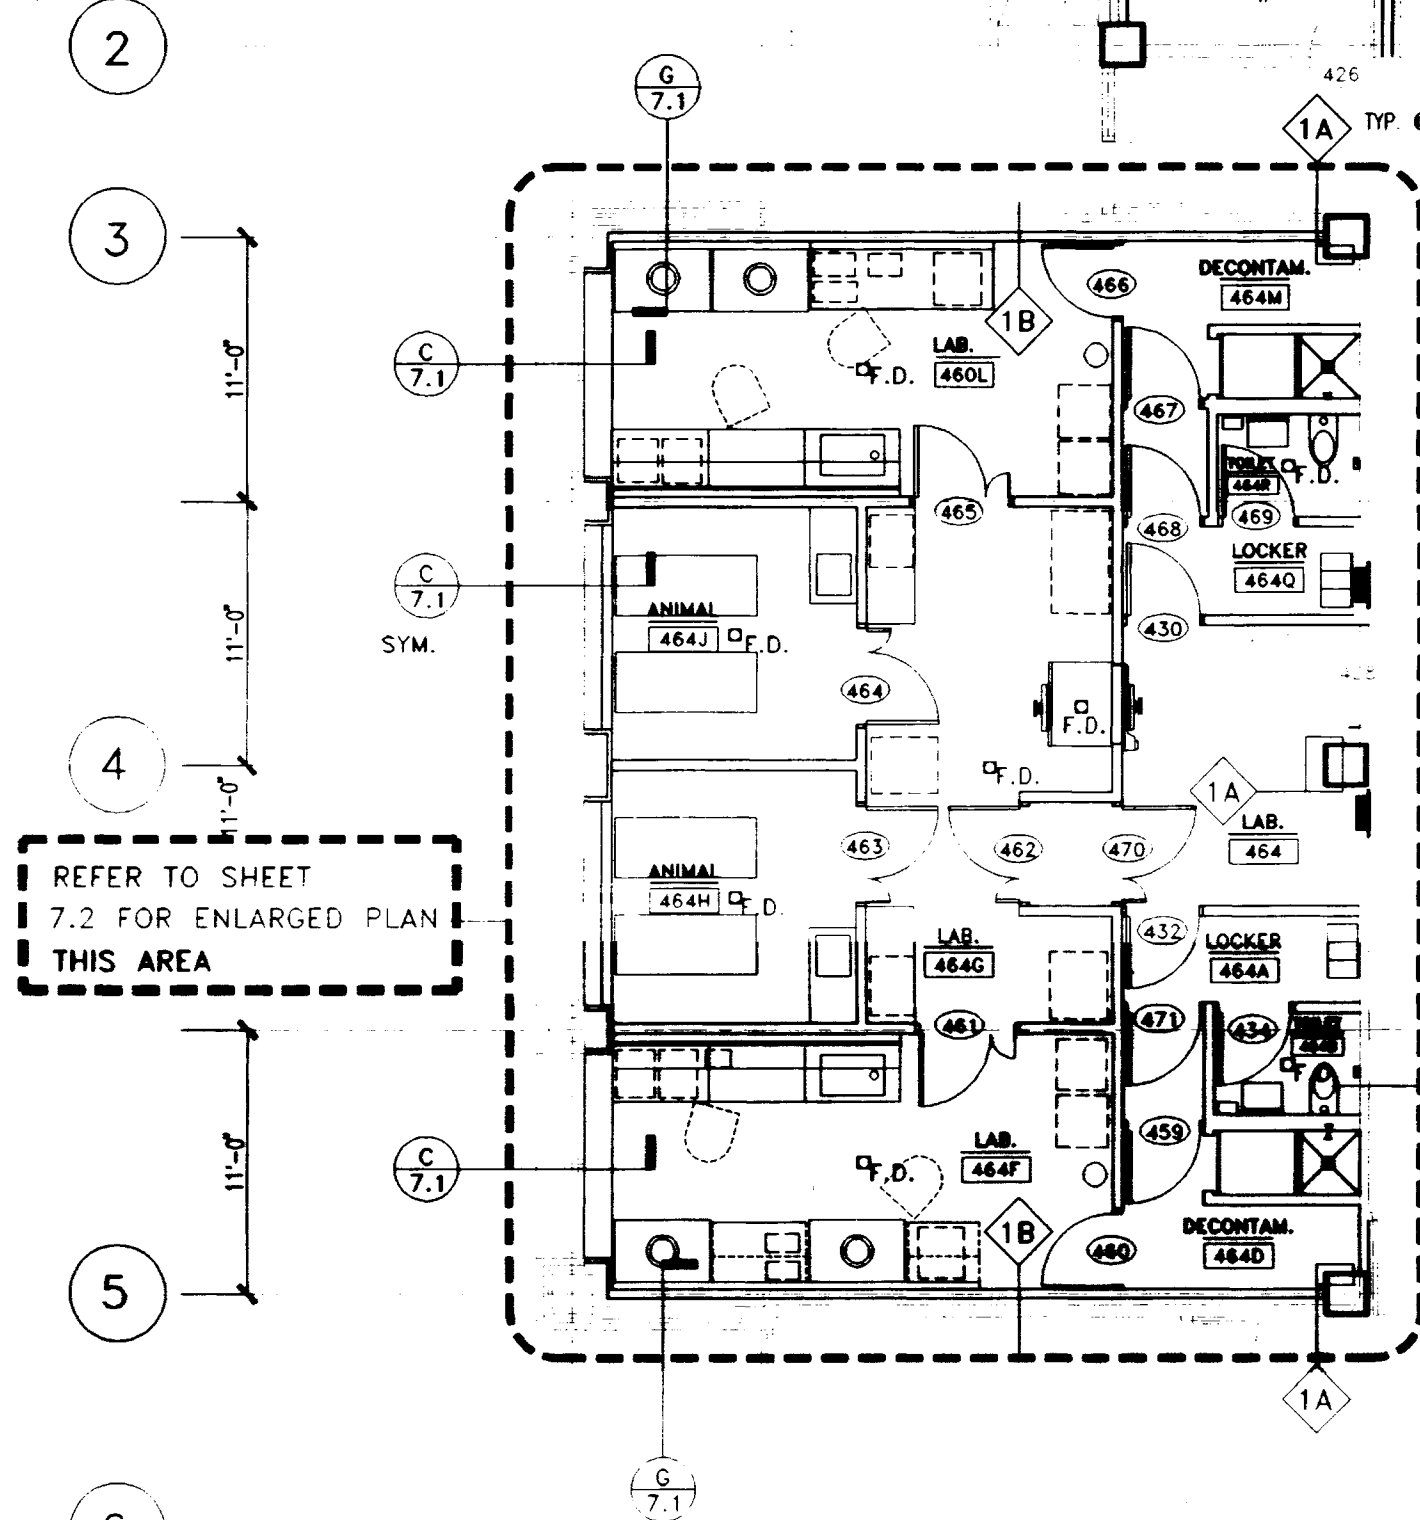 2
426
G
7.1
1A
TYP.
3
DECONTAM.
464M
466
1B
11'-0"
C
7.1
LAB.
460L
F.D.
467
TOILET
464R
F.D.
465
468
469
LOCKER
464Q
C
7.1
SYM.
11'-0"
ANIMAL
464J
F.D.
430
464
428
F.D.
4
F.D.
1A
11'-0"
LAB.
464
463
462
470
REFER TO SHEET
7.2 FOR ENLARGED PLAN
THIS AREA
ANIMAL
464H
F.D.
LAB.
464G
432
LOCKER
464A
461
471
434
F
11'-0"
C
7.1
F.D.
LAB.
464F
459
1B
DECONTAM.
464D
460
5
1A
G
7.1